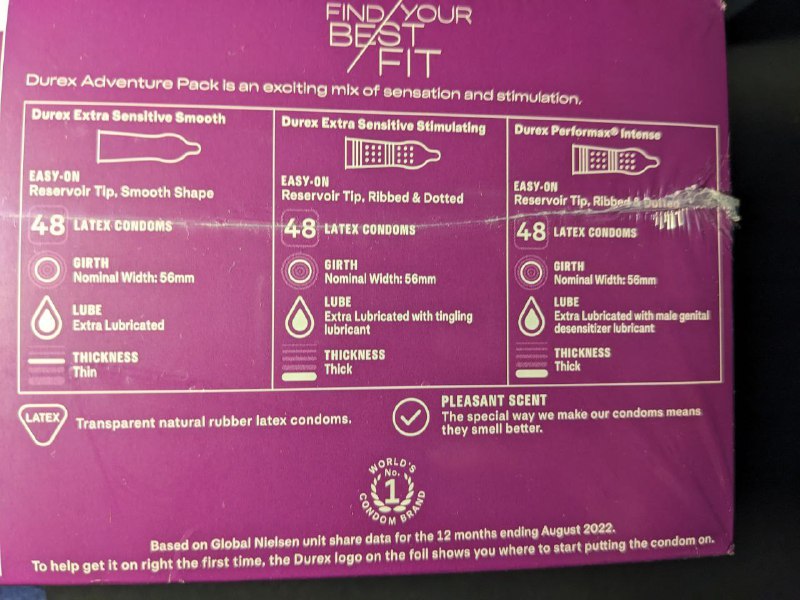 FIND YOUR
BEST
FIT
Durex Adventure Pack is an exciting mix of sensation and stimulation.
Durex Extra Sensitive Smooth
EASY-ON
Reservoir Tip, Smooth Shape
48 LATEX CONDOMS
GIRTH
Nominal Width: 56mm
LUBE
Extra Lubricated
THICKNESS
Thin
Durex Extra Sensitive Stimulating
EASY-ON
Reservoir Tip, Ribbed & Dotted
48 LATEX CONDOMS
GIRTH
Nominal Width: 56mm
LUBE
Extra Lubricated with tingling
lubricant
THICKNESS
Thick
Durex Performax® Intense
EASY-ON
Reservoir Tip, Ribbed & Dotted
48 LATEX CONDOMS
GIRTH
Nominal Width: 56mm
LUBE
Extra Lubricated with male genital
desensitizer lubricant
THICKNESS
Thick
LATEX
Transparent natural rubber latex condoms.
PLEASANT SCENT
The special way we make our condoms means
they smell better.
WORLD'S
No.
1
CONDOM BRAND
Based on Global Nielsen unit share data for the 12 months ending August 2022.
To help get it on right the first time, the Durex logo on the foil shows you where to start putting the condom on.